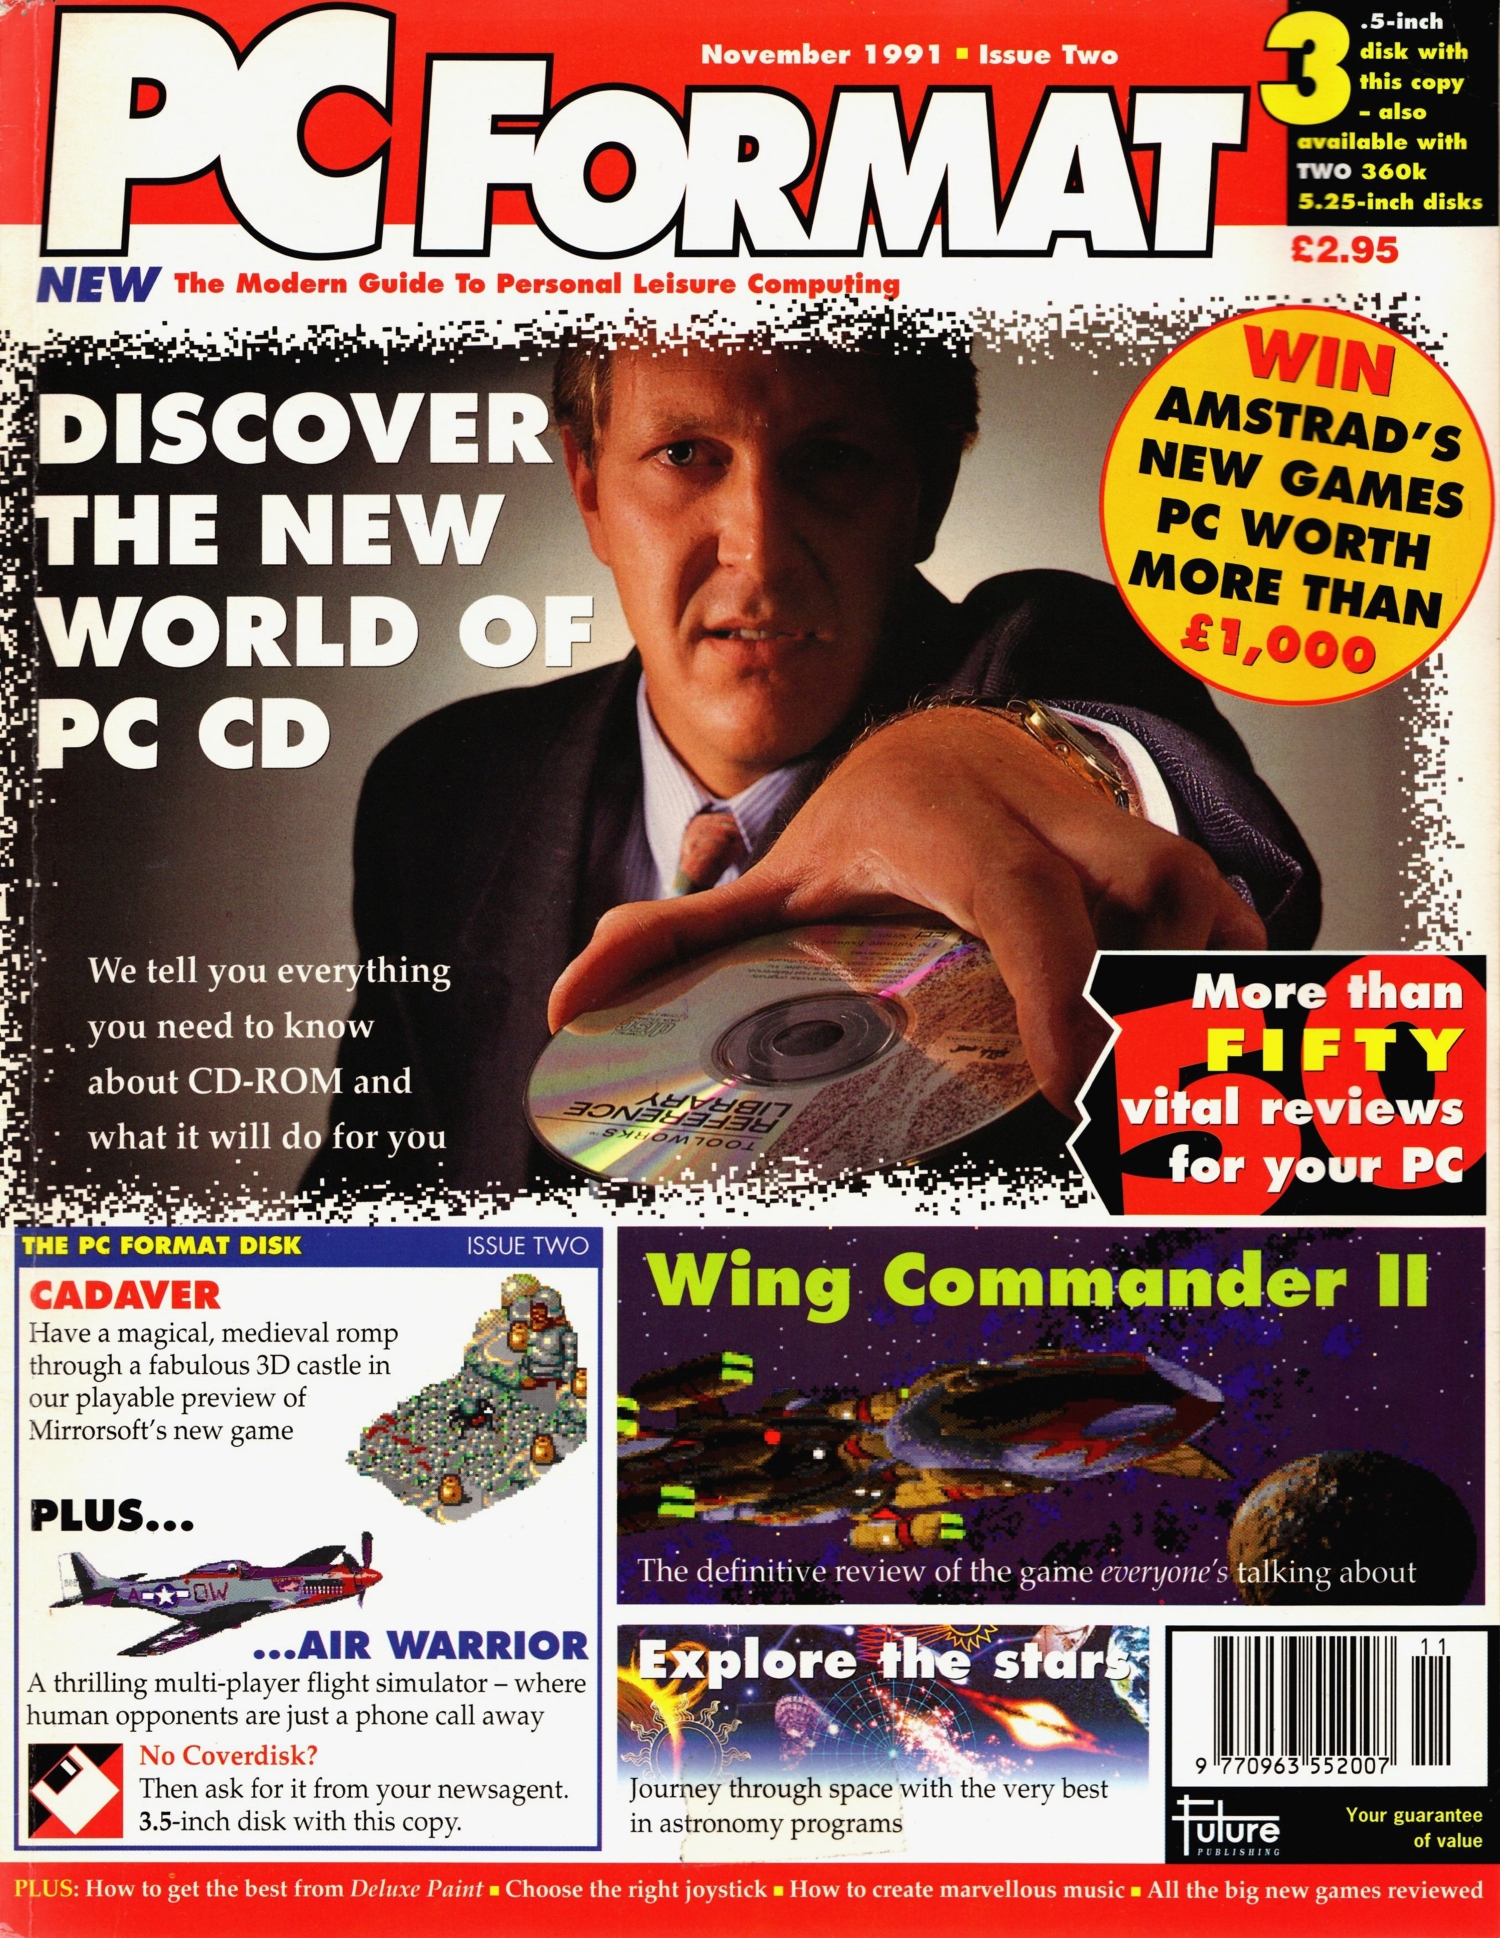 PC FORMAT
November 1991 ▪ Issue Two
3.5-inch
disk with
this copy
– also
available with
TWO 360k
5.25-inch disks
£2.95
NEW The Modern Guide To Personal Leisure Computing
DISCOVER
THE NEW
WORLD OF
PC CD
WIN
AMSTRAD'S
NEW GAMES
PC WORTH
MORE THAN
£1,000
We tell you everything
you need to know
about CD-ROM and
what it will do for you
TOOLWORKS™
REFERENCE
LIBRARY
50
More than
FIFTY
vital reviews
for your PC
THE PC FORMAT DISK ISSUE TWO
CADAVER
Have a magical, medieval romp
through a fabulous 3D castle in
our playable preview of
Mirrorsoft's new game
PLUS...
...AIR WARRIOR
A thrilling multi-player flight simulator – where
human opponents are just a phone call away
No Coverdisk?
Then ask for it from your newsagent.
3.5-inch disk with this copy.
Wing Commander II
The definitive review of the game everyone's talking about
Explore the stars
Journey through space with the very best
in astronomy programs
11
9 770963 552007
Future
PUBLISHING
Your guarantee
of value
PLUS: How to get the best from Deluxe Paint ▪ Choose the right joystick ▪ How to create marvellous music ▪ All the big new games reviewed